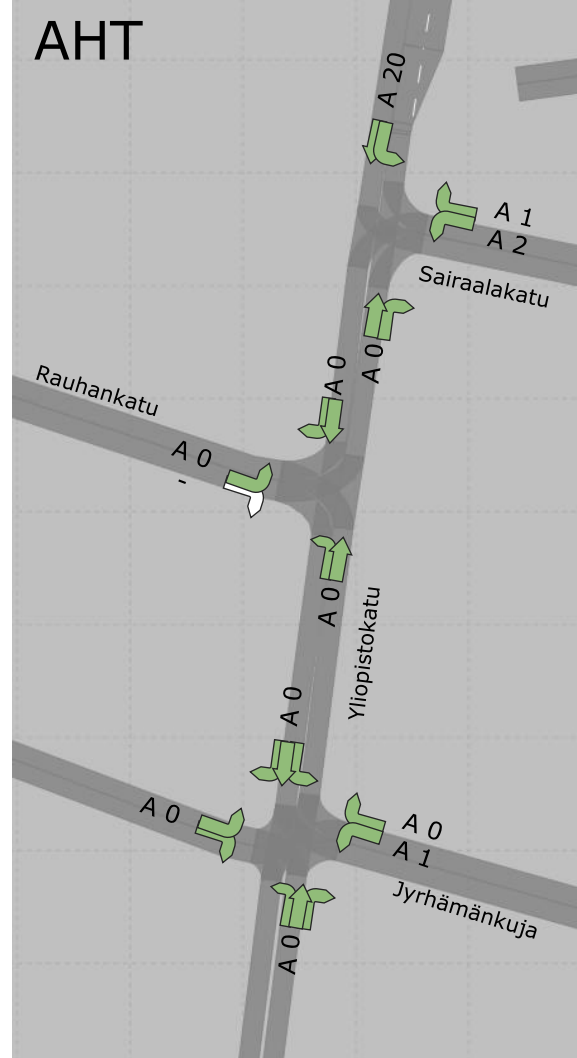 AHT
A 20
A 1
A 2
Sairaalakatu
A 0
A 0
Rauhankatu
A 0
-
A 0
Yliopistokatu
A 0
A 0
A 0
A 1
Jyrhämänkuja
A 0